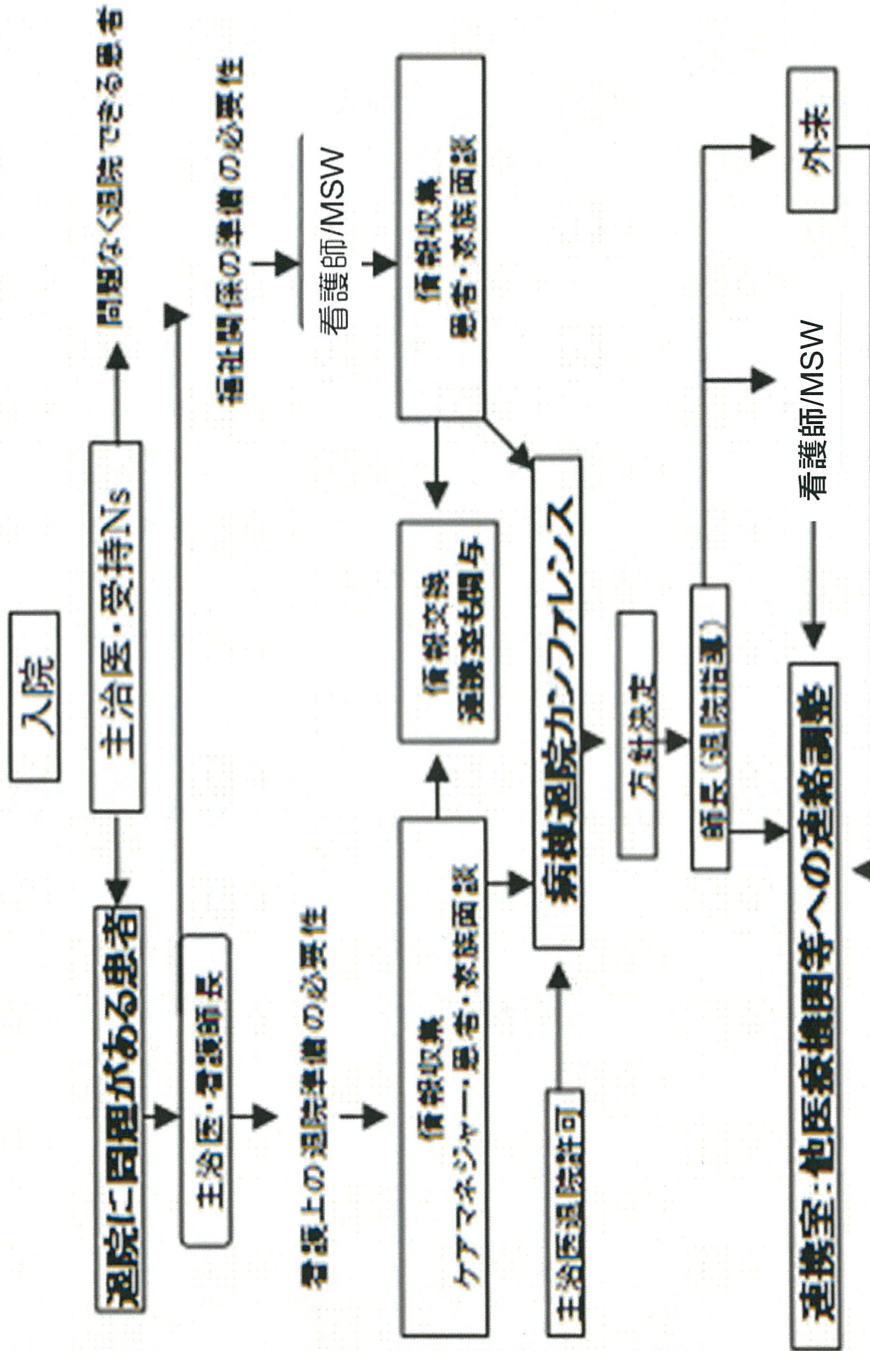 入院
主治医・受持Ns
問題なく退院できる患者
退院に問題がある患者
主治医・看護師長
福祉関係の準備の必要性
看護上の退院準備の必要性
看護師/MSW
情報収集
ケアマネジャー・患者・家族面談
情報交換
連携室も関与
情報収集
患者・家族面談
主治医退院許可
病棟退院カンファレンス
方針決定
師長(退院指導)
連携室:他医療機関等への連絡調整
看護師/MSW
外来